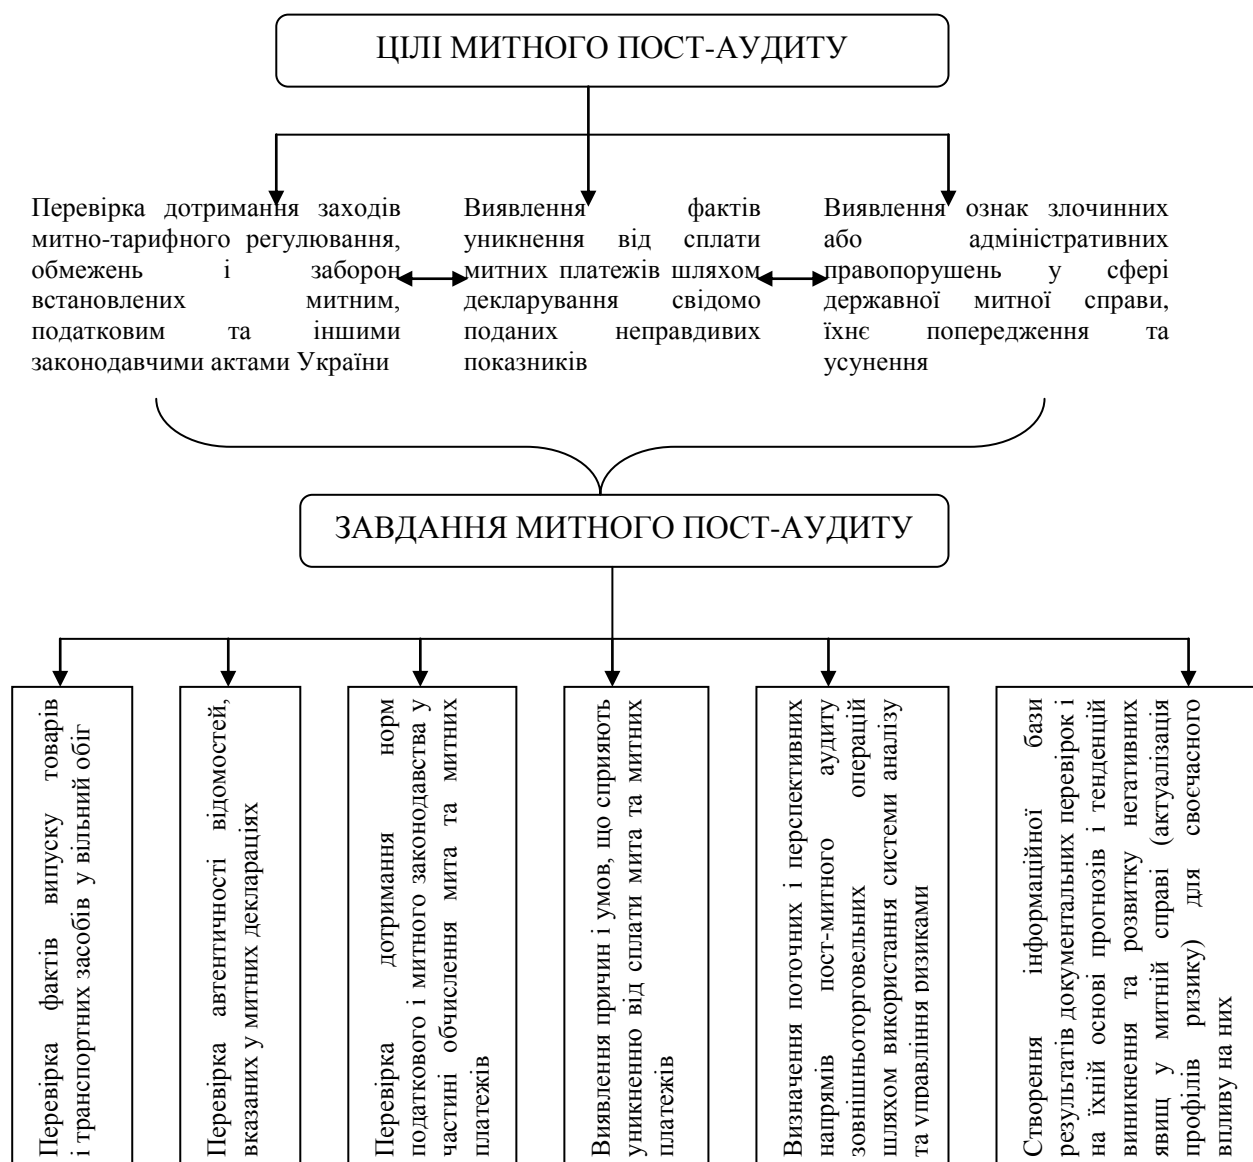 ЦІЛІ МИТНОГО ПОСТ-АУДИТУ
Перевірка дотримання заходів
митно-тарифного регулювання,
обмежень і заборон
встановлених митним,
податковим та іншими
законодавчими актами України
Виявлення фактів
уникнення від сплати
митних платежів шляхом
декларування свідомо
поданих неправдивих
показників
Виявлення ознак злочинних
або адміністративних
правопорушень у сфері
державної митної справи,
їхнє попередження та
усунення
ЗАВДАННЯ МИТНОГО ПОСТ-АУДИТУ
Перевірка фактів випуску товарів
і транспортних засобів у вільний обіг
Перевірка автентичності відомостей,
вказаних у митних деклараціях
Перевірка дотримання норм
податкового і митного законодавства у
частині обчислення мита та митних
платежів
Виявлення причин і умов, що сприяють
уникненню від сплати мита та митних
платежів
Визначення поточних і перспективних
напрямів пост-митного аудиту
зовнішньоторговельних операцій
шляхом використання системи аналізу
та управління ризиками
Створення інформаційної бази
результатів документальних перевірок і
на їхній основі прогнозів і тенденцій
виникнення та розвитку негативних
явищ у митній справі (актуалізація
профілів ризику) для своєчасного
впливу на них